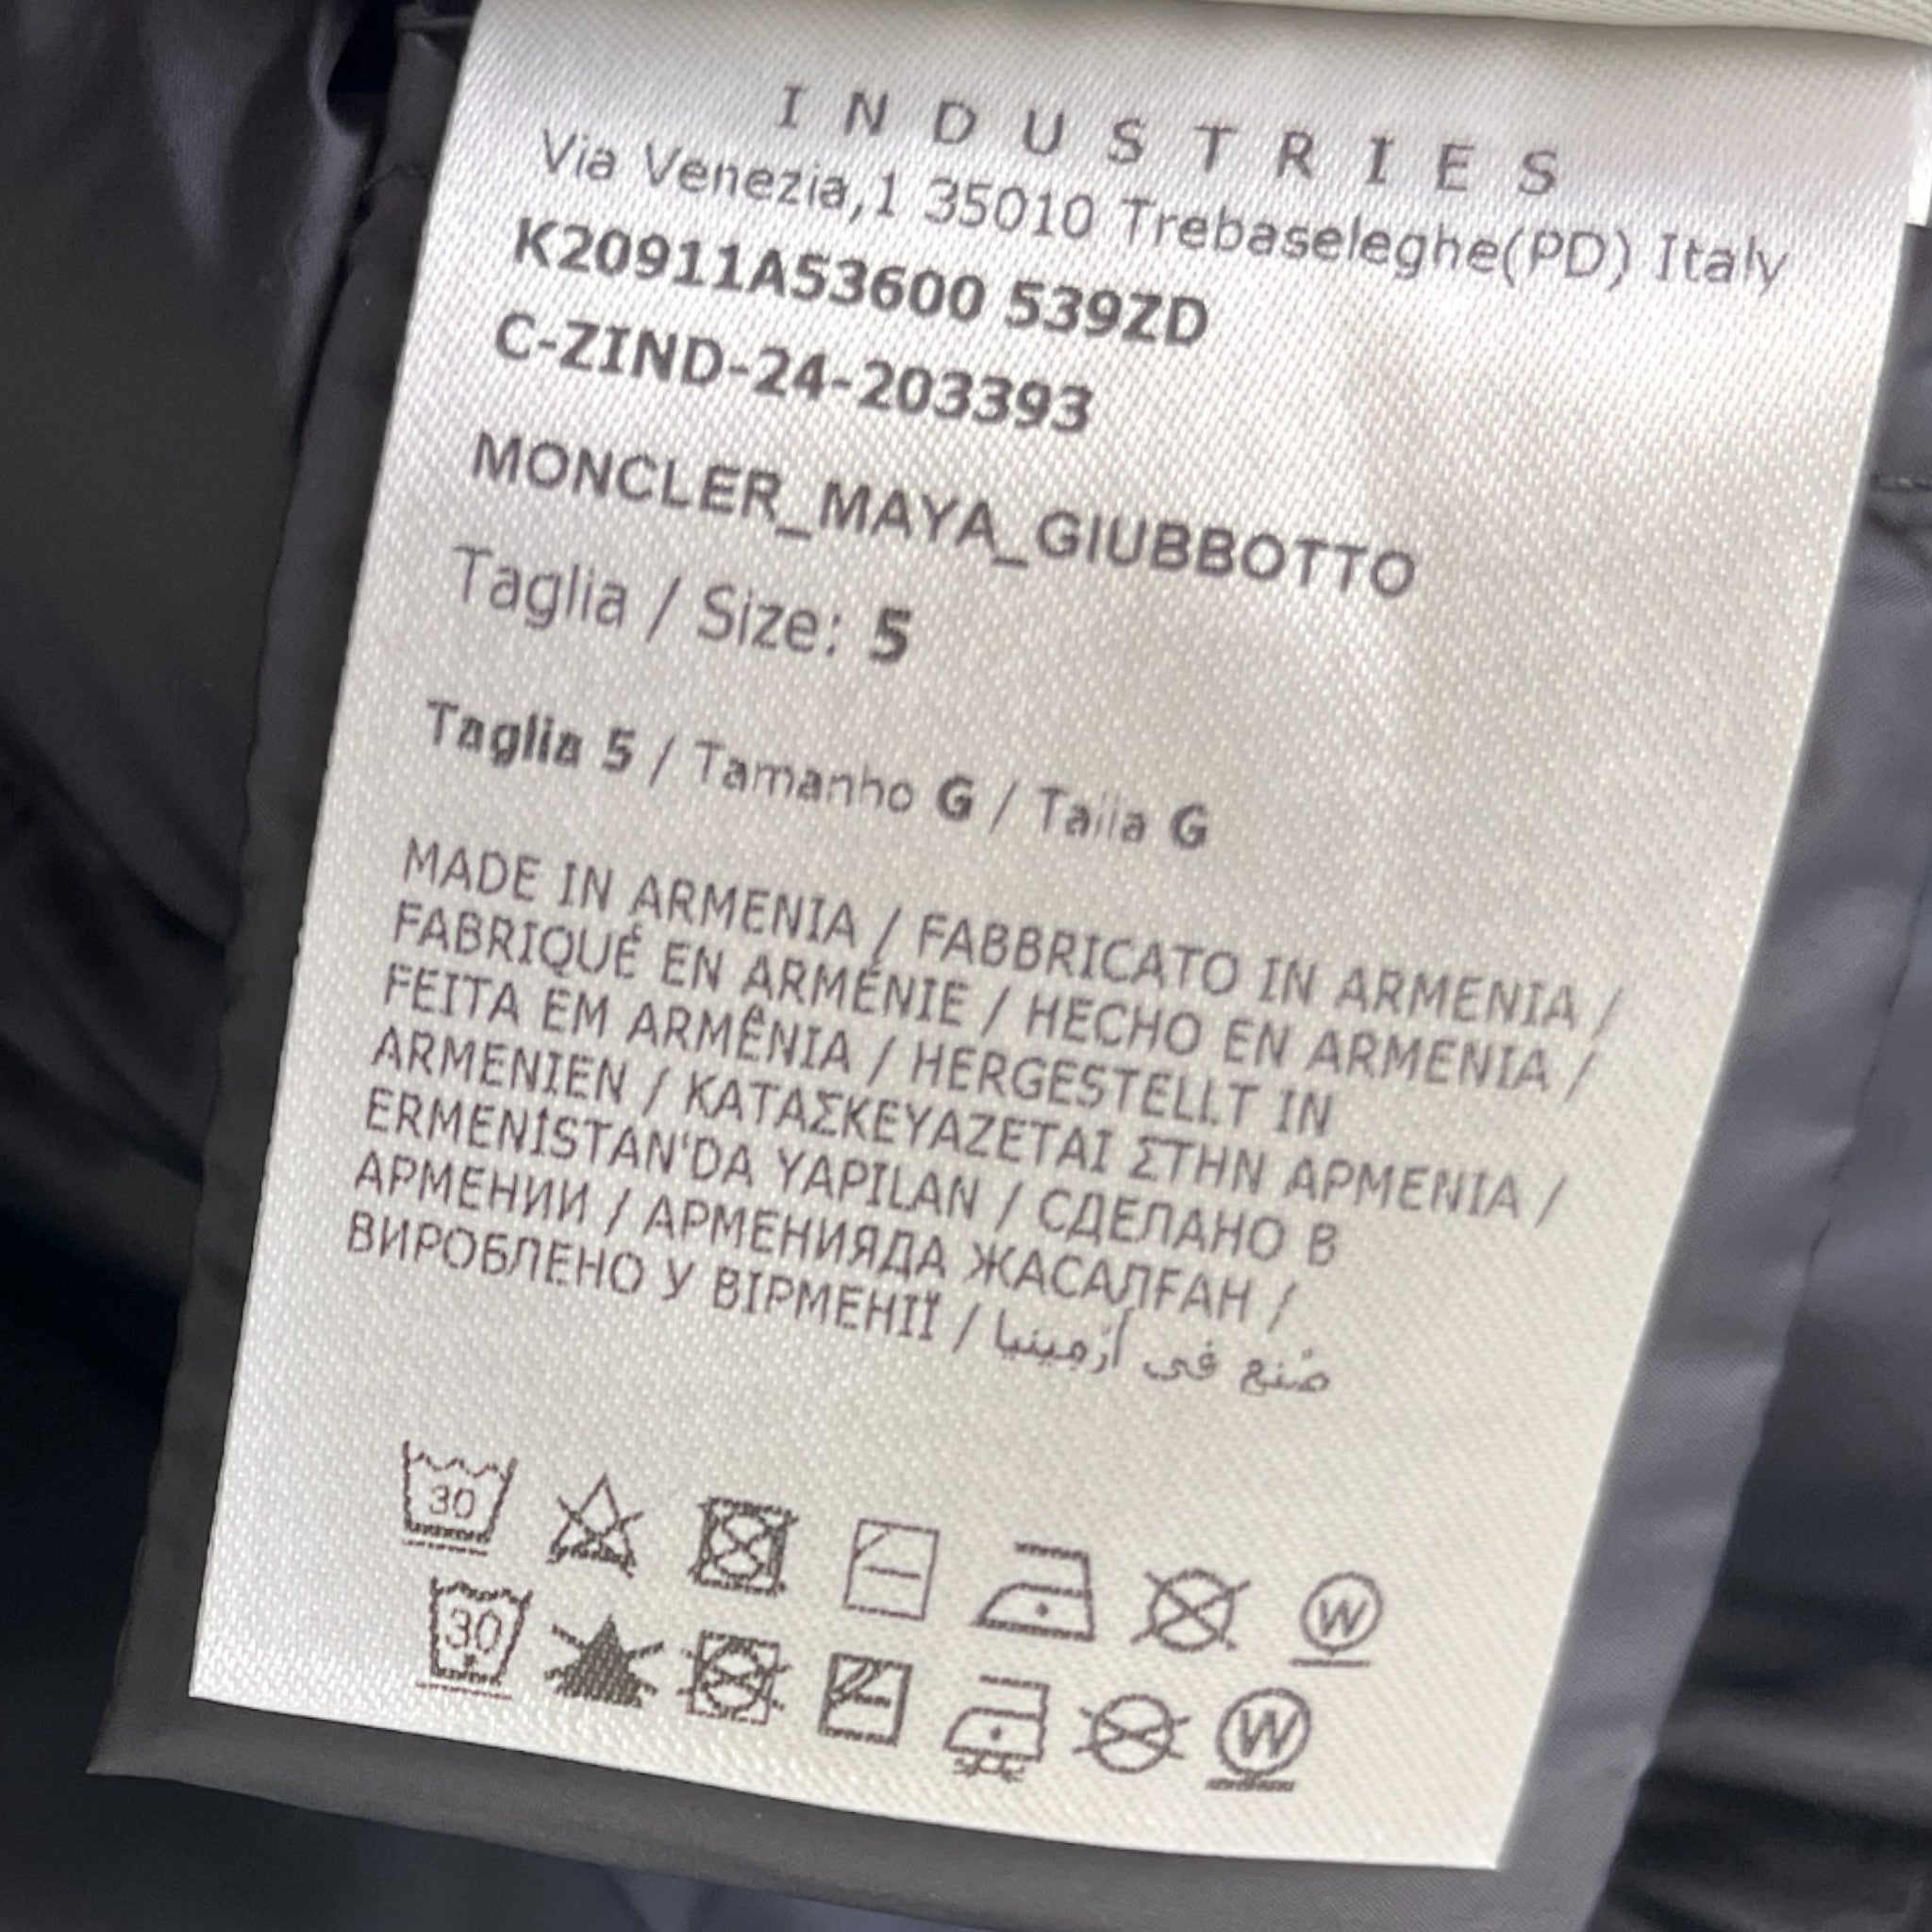 INDUSTRIES
Via Venezia,1 35010 Trebaseleghe(PD) Italy
K20911A53600 539ZD
C-ZIND-24-203393
MONCLER_MAYA_GIUBBOTTO
Taglia / Size: 5
Taglia 5 / Tamanho G / Talla G
MADE IN ARMENIA / FABBRICATO IN ARMENIA /
FABRIQUÉ EN ARMÉNIE / HECHO EN ARMENIA /
FEITA EM ARMÊNIA / HERGESTELLT IN
ARMENIEN / ΚΑΤΑΣΚΕΥΑΖΕΤΑΙ ΣΤΗΝ ΑΡΜΕΝΙΑ /
ERMENİSTAN'DA YAPILAN / СДЕЛАНО В
АРМЕНИИ / АРМЕНИЯДА ЖАСАЛҒАН /
ВИРОБЛЕНО У ВІРМЕНІЇ / صُنع في أرمينيا
30 W
30 W